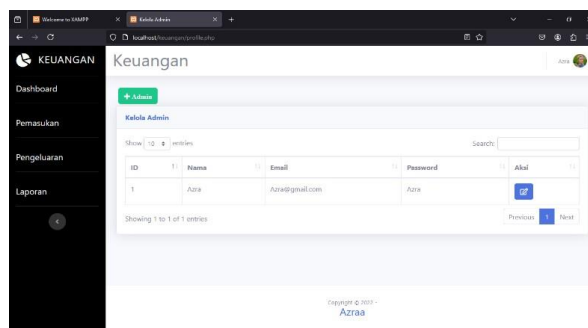 Welcome to XAMPP
Kelola Admin
localhost/keuangan/profile.php
KEUANGAN
Keuangan
Azra
Dashboard
Pemasukan
Pengeluaran
Laporan
+ Admin
Kelola Admin
Show 10 entries
Search:
ID Nama Email Password Aksi
1 Azra Azra@gmail.com Azra
Showing 1 to 1 of 1 entries
Previous 1 Next
Copyright © 2022 -
Azraa